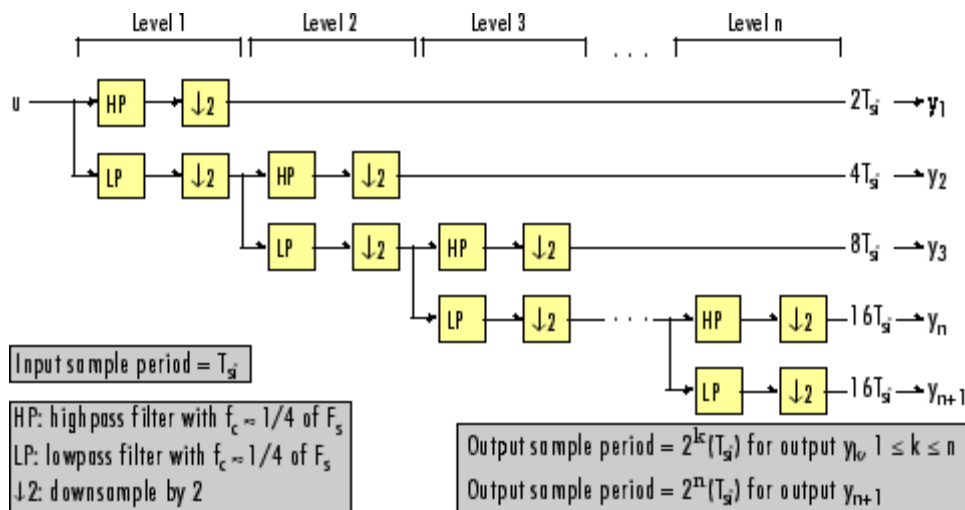 Level 1 Level 2 Level 3 . . . Level n
u HP ↓2 2T_si y_1
LP ↓2 HP ↓2 4T_si y_2
LP ↓2 HP ↓2 8T_si y_3
LP ↓2 . . . HP ↓2 16T_si y_n
LP ↓2 16T_si y_n+1
Input sample period = T_si
HP: highpass filter with f_c ≈ 1/4 of F_s
LP: lowpass filter with f_c ≈ 1/4 of F_s
↓2: downsample by 2
Output sample period = 2^k(T_si) for output y_k, 1 ≤ k ≤ n
Output sample period = 2^n(T_si) for output y_n+1